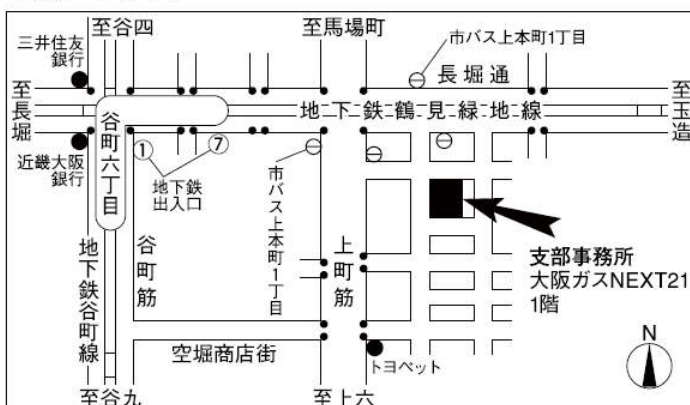 至谷四
至馬場町
市バス上本町1丁目
三井住友
銀行
長堀通
至長堀
地下鉄鶴見緑地線
至玉造
谷町六丁目
①
⑦
近畿大阪
銀行
地下鉄
出入口
市バス上本町1丁目
地下鉄谷町線
谷町筋
上町筋
支部事務所
大阪ガスNEXT21
1階
空堀商店街
トヨペット
N
至谷九
至上六